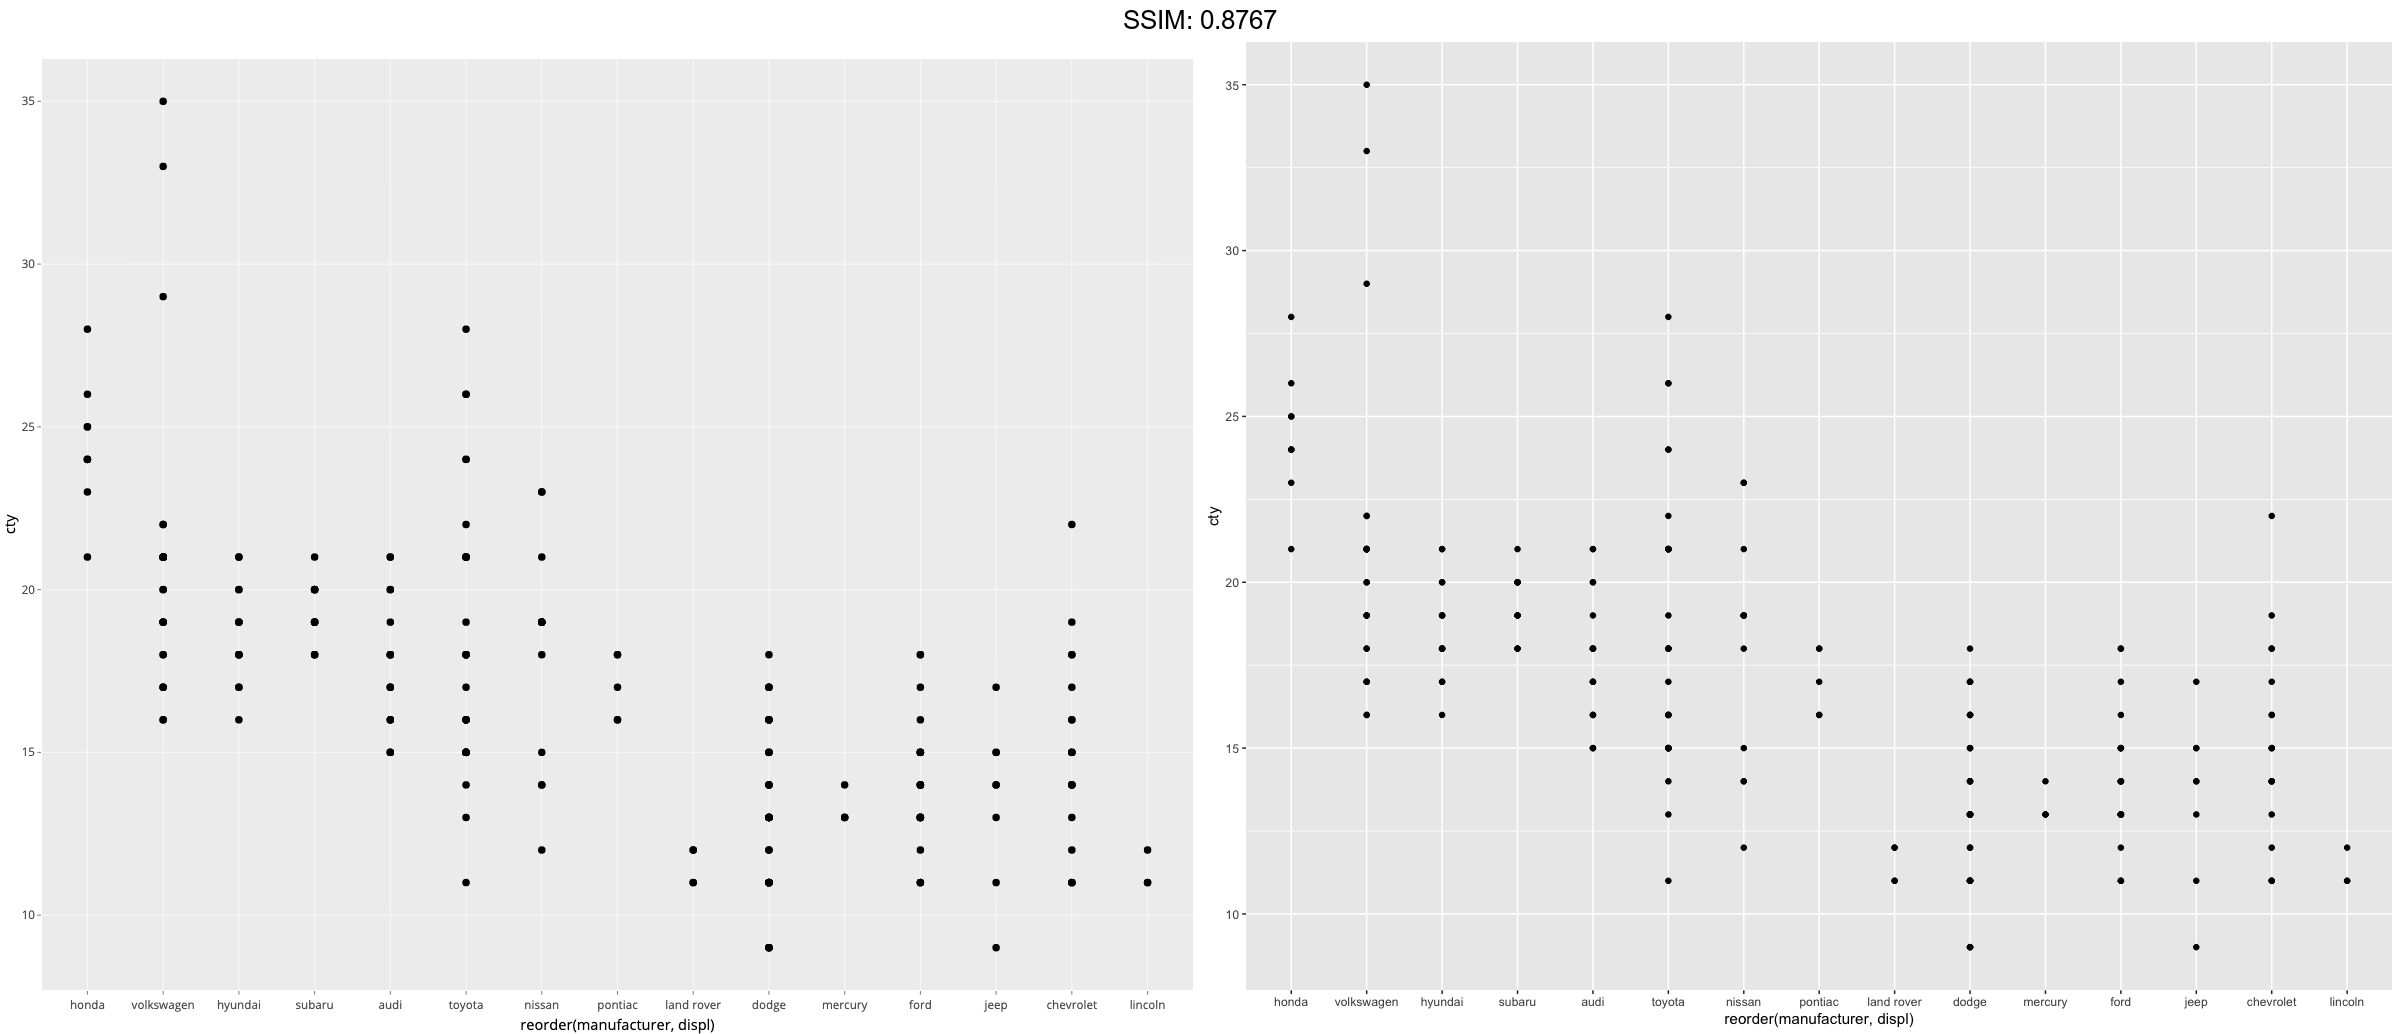 SSIM: 0.8767
35
30
25
20
15
10
cty
honda volkswagen hyundai subaru audi toyota nissan pontiac land rover dodge mercury ford jeep chevrolet lincoln
reorder(manufacturer, displ)
35
30
25
20
15
10
cty
honda volkswagen hyundai subaru audi toyota nissan pontiac land rover dodge mercury ford jeep chevrolet lincoln
reorder(manufacturer, displ)